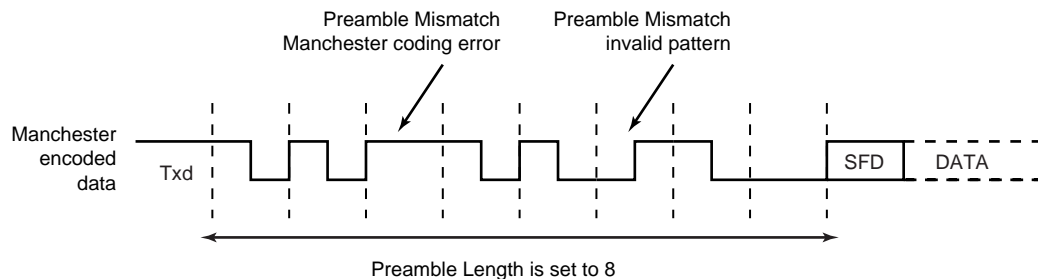 Preamble Mismatch
Manchester coding error
Preamble Mismatch
invalid pattern
Manchester
encoded
data
Txd
SFD
DATA
Preamble Length is set to 8